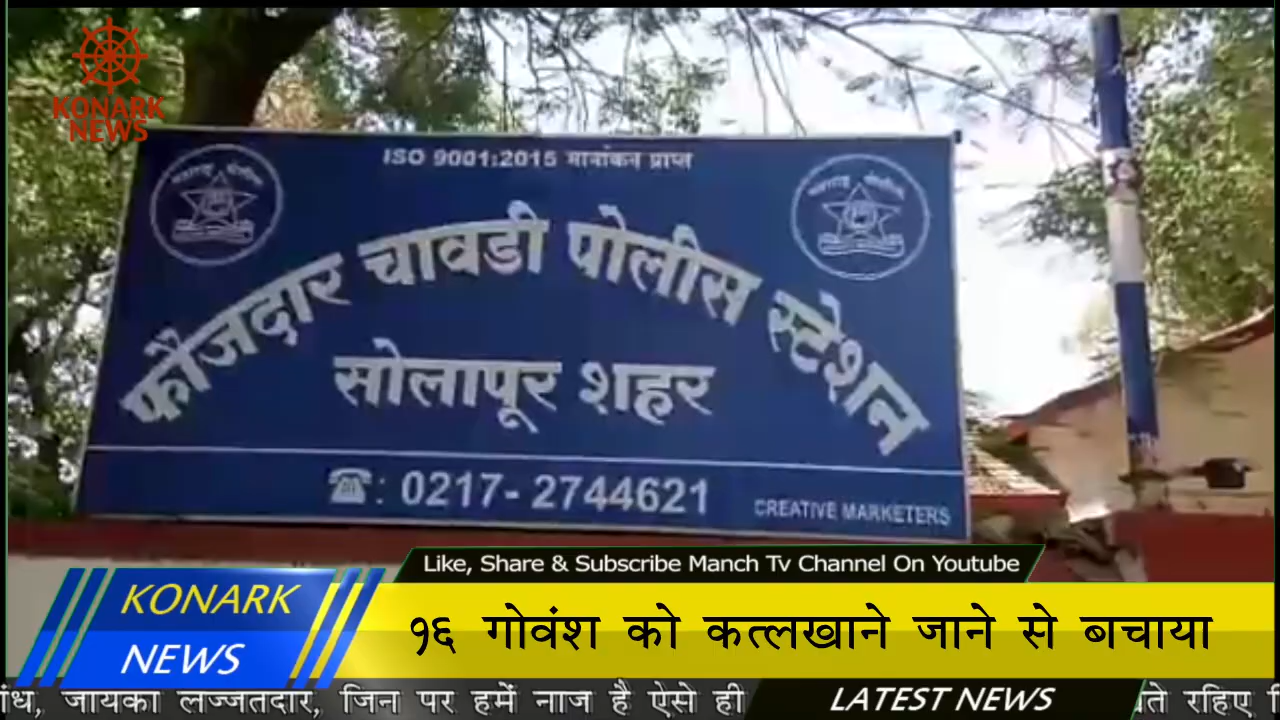 KONARK
NEWS
ISO 9001:2015 मानांकन प्राप्त
फौजदार चावडी पोलीस स्टेशन
सोलापूर शहर
☎: 0217- 2744621
CREATIVE MARKETERS
Like, Share & Subscribe Manch Tv Channel On Youtube
KONARK
NEWS
१६ गोवंश को कत्लखाने जाने से बचाया
जायका लज्जतदार, जिन पर हमें नाज है ऐसे ही
LATEST NEWS
रहिए